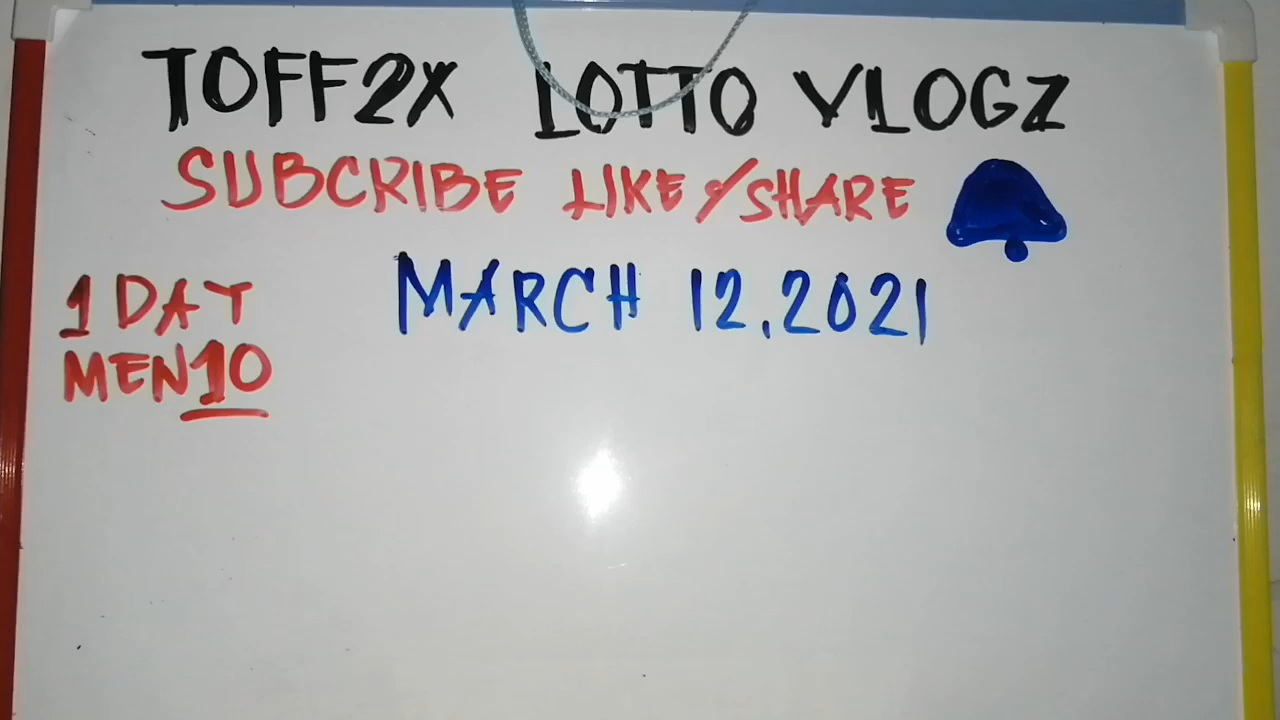 TOFF2X LOTTO VLOGZ
SUBCRIBE LIKE/SHARE
MARCH 12,2021
1 DAY
MEN10